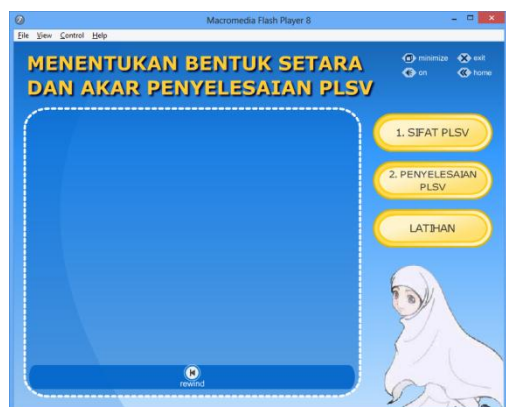 Macromedia Flash Player 8
File View Control Help
MENENTUKAN BENTUK SETARA
DAN AKAR PENYELESAIAN PLSV
minimize exit
on home
1. SIFAT PLSV
2. PENYELESAIAN
PLSV
LATIHAN
rewind